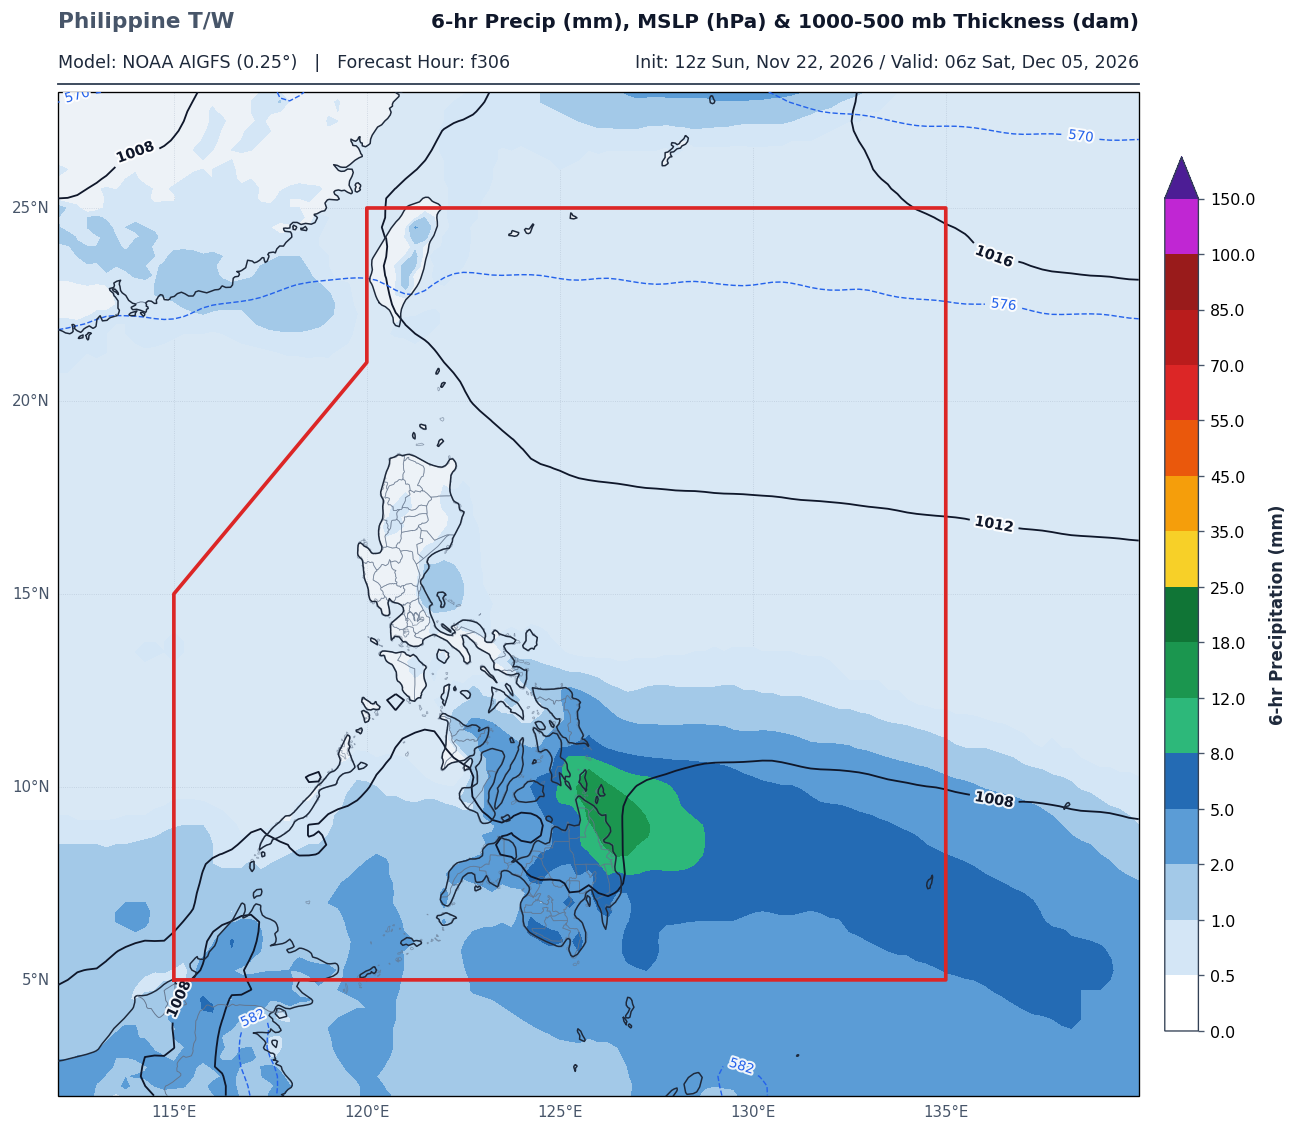 Philippine T/W
6-hr Precip (mm), MSLP (hPa) & 1000-500 mb Thickness (dam)
Model: NOAA AIGFS (0.25°) | Forecast Hour: f306
Init: 12z Sun, Nov 22, 2026 / Valid: 06z Sat, Dec 05, 2026
570
1008
570
1016
576
1012
1008
1008
582
582
25°N
20°N
15°N
10°N
5°N
115°E
120°E
125°E
130°E
135°E
150.0
100.0
85.0
70.0
55.0
45.0
35.0
25.0
18.0
12.0
8.0
5.0
2.0
1.0
0.5
0.0
6-hr Precipitation (mm)